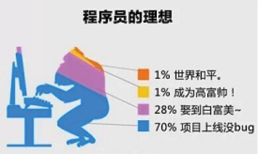 程序员的理想
1% 世界和平。
1% 成为高富帅！
28% 娶到白富美~
70% 项目上线没bug